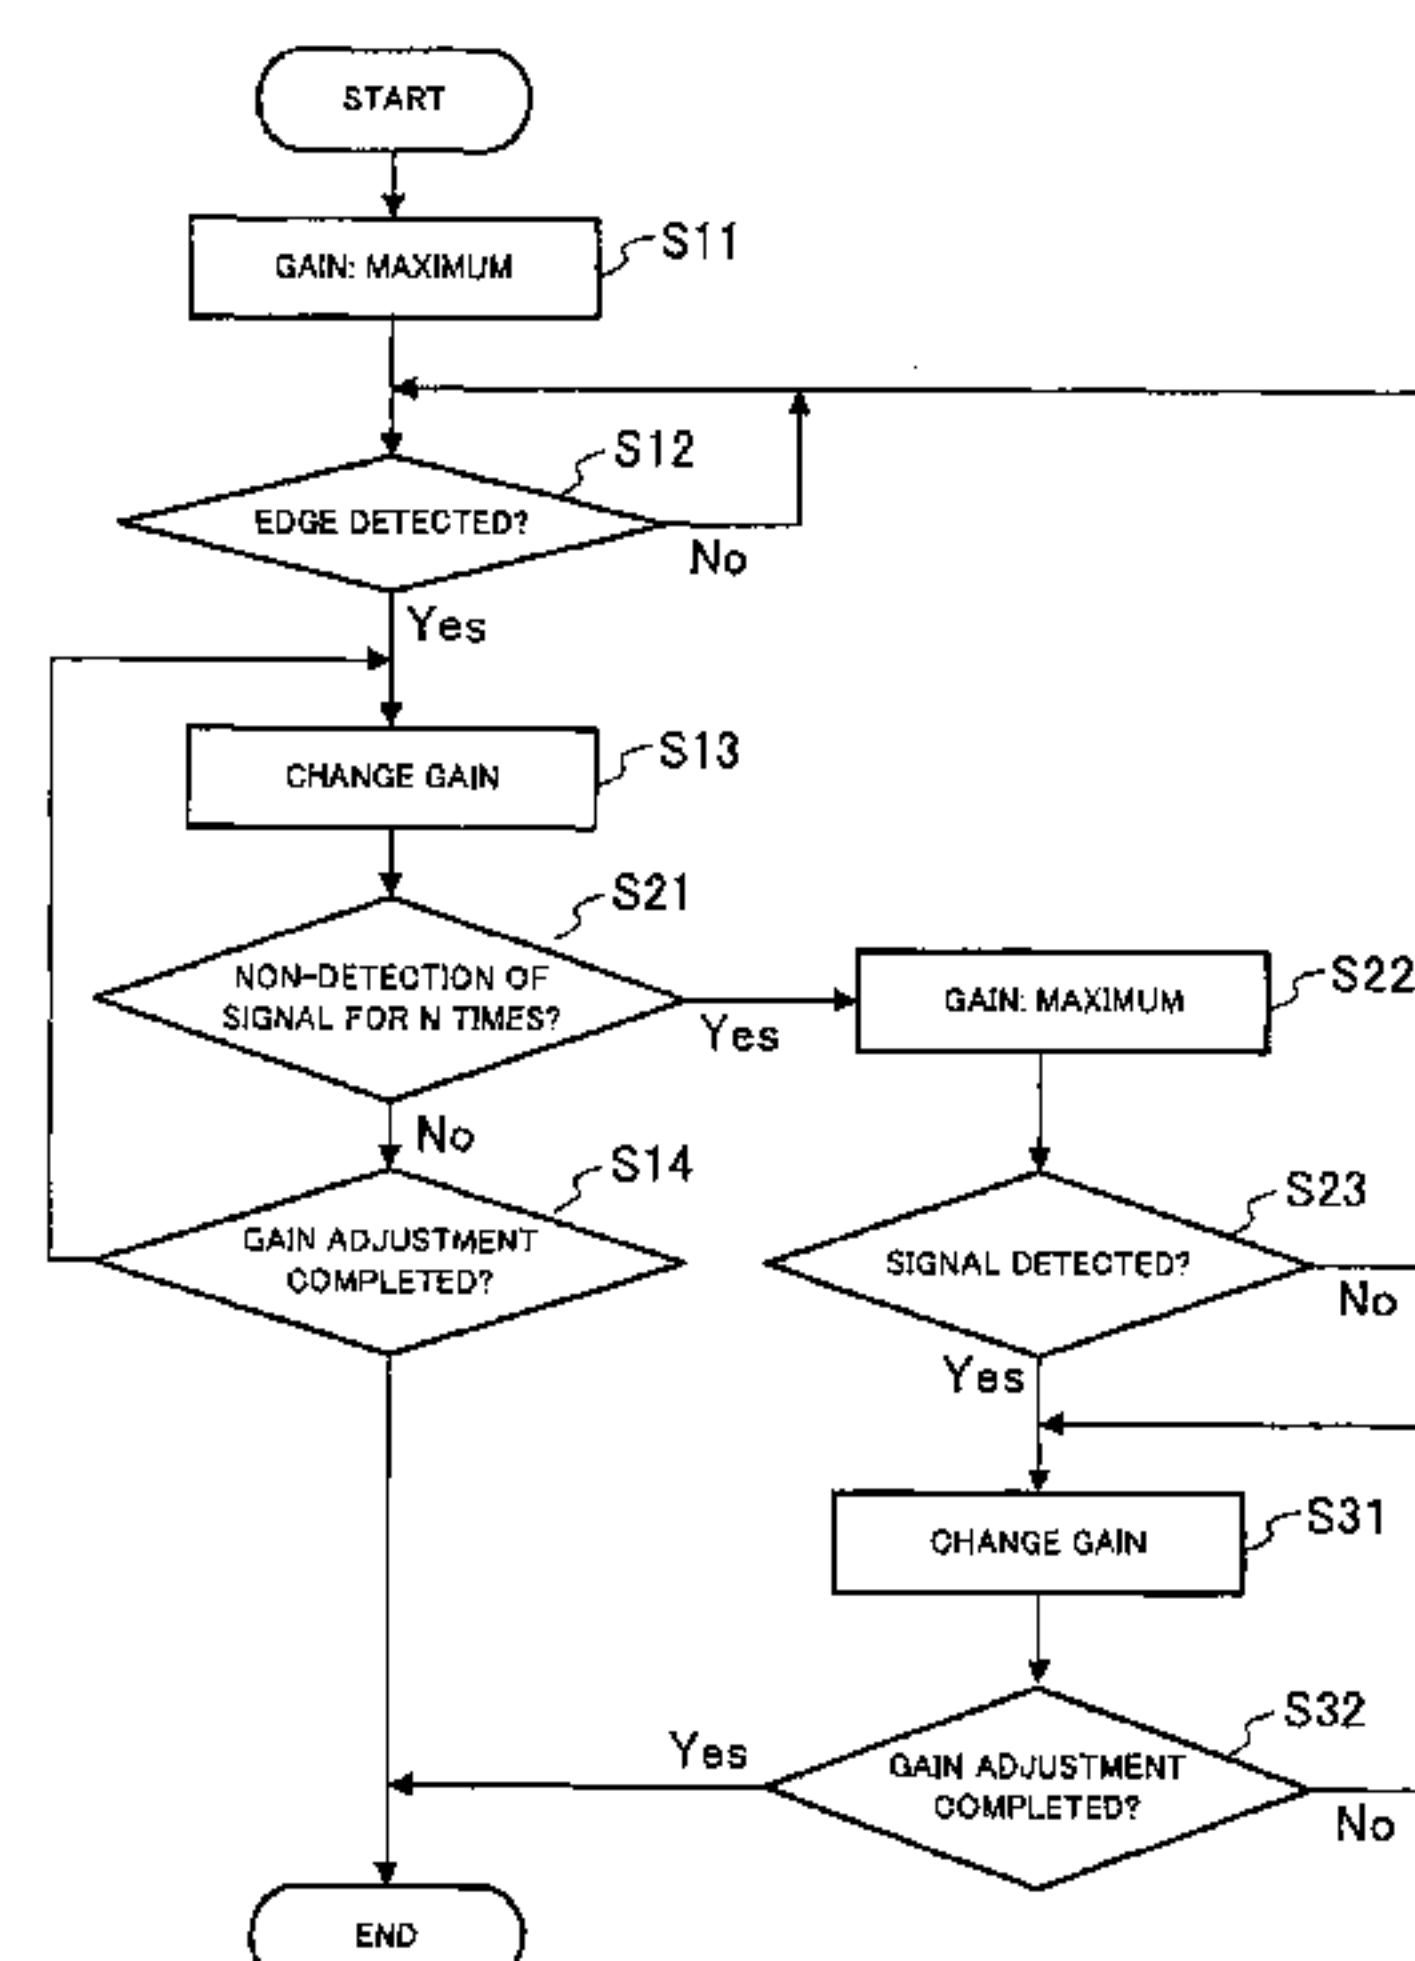 START
GAIN: MAXIMUM
S11
S12
EDGE DETECTED?
No
Yes
CHANGE GAIN
S13
S21
NON-DETECTION OF
SIGNAL FOR N TIMES?
Yes
GAIN: MAXIMUM
S22
No
S14
GAIN ADJUSTMENT
COMPLETED?
S23
SIGNAL DETECTED?
No
Yes
CHANGE GAIN
S31
S32
GAIN ADJUSTMENT
COMPLETED?
Yes
No
END